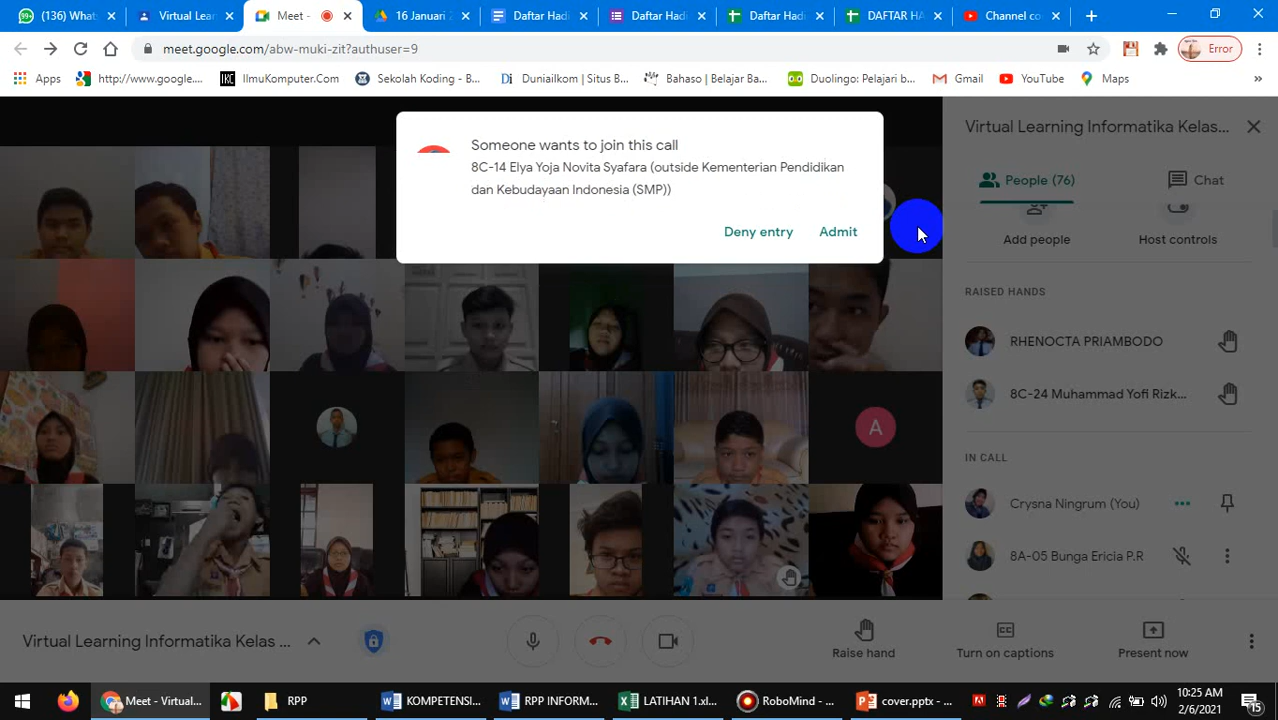 (136) Whats
Virtual Lear
Meet -
16 Januari 2
Daftar Hadi
Daftar Hadi
Daftar Hadi
DAFTAR HA
Channel co
meet.google.com/abw-muki-zit?authuser=9
Error
Apps
http://www.google....
IKC
IlmuKomputer.Com
Sekolah Koding - B...
Di
Duniailkom | Situs B...
Bahaso | Belajar Ba...
Duolingo: Pelajari b...
Gmail
YouTube
Maps
Someone wants to join this call
8C-14 Elya Yoja Novita Syafara (outside Kementerian Pendidikan
dan Kebudayaan Indonesia (SMP))
Deny entry
Admit
Virtual Learning Informatika Kelas...
People (76)
Chat
Add people
Host controls
RAISED HANDS
RHENOCTA PRIAMBODO
8C-24 Muhammad Yofi Rizk...
IN CALL
Crysna Ningrum (You)
8A-05 Bunga Ericia P.R
A
Virtual Learning Informatika Kelas ...
Raise hand
CC
Turn on captions
Present now
Meet - Virtual...
RPP
KOMPETENSI...
RPP INFORM...
LATIHAN 1.xl...
RoboMind - ...
cover.pptx - ...
10:25 AM
2/6/2021
15